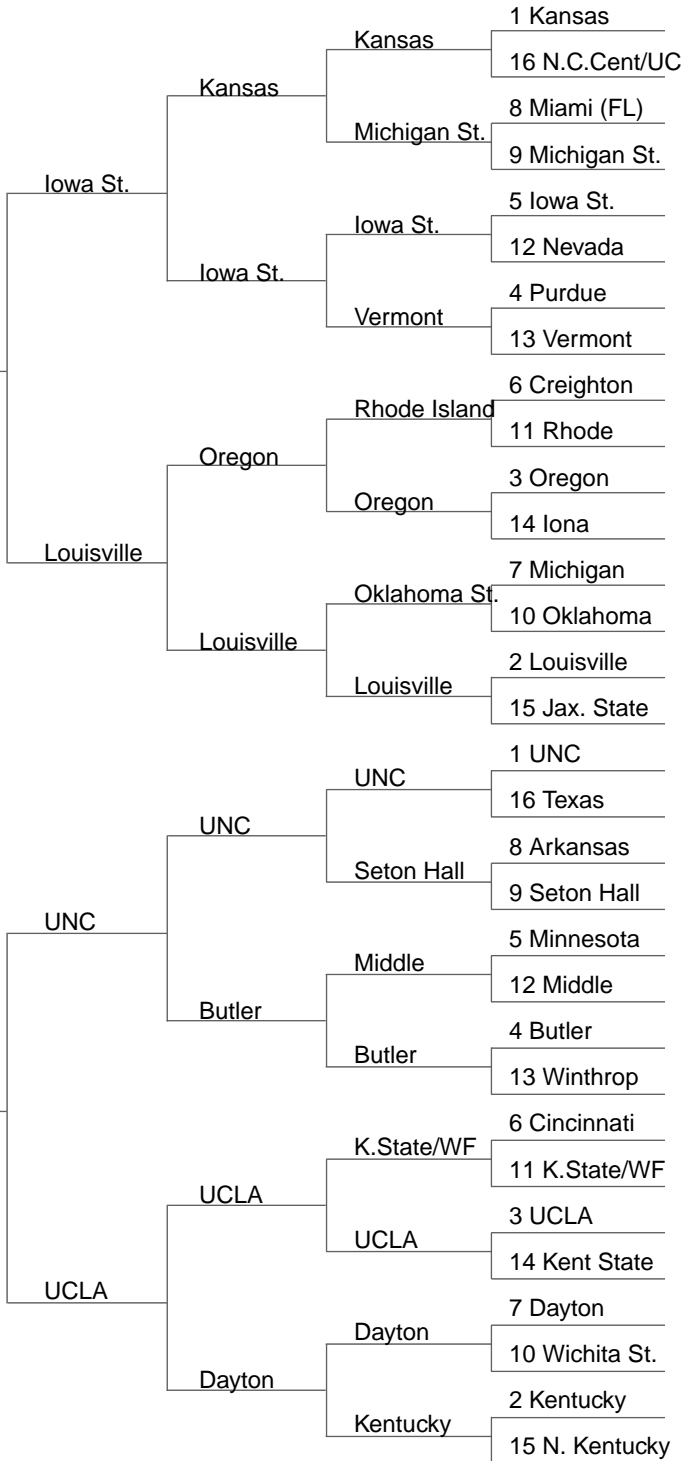 1 Kansas
Kansas
16 N.C.Cent/UC
Kansas
8 Miami (FL)
Michigan St.
9 Michigan St.
Iowa St.
5 Iowa St.
Iowa St.
12 Nevada
Iowa St.
4 Purdue
Vermont
13 Vermont
6 Creighton
Rhode Island
11 Rhode
Oregon
3 Oregon
Oregon
14 Iona
Louisville
7 Michigan
Oklahoma St.
10 Oklahoma
Louisville
2 Louisville
Louisville
15 Jax. State
1 UNC
UNC
16 Texas
UNC
8 Arkansas
Seton Hall
9 Seton Hall
UNC
5 Minnesota
Middle
12 Middle
Butler
4 Butler
Butler
13 Winthrop
6 Cincinnati
K.State/WF
11 K.State/WF
UCLA
3 UCLA
UCLA
14 Kent State
UCLA
7 Dayton
Dayton
10 Wichita St.
Dayton
2 Kentucky
Kentucky
15 N. Kentucky